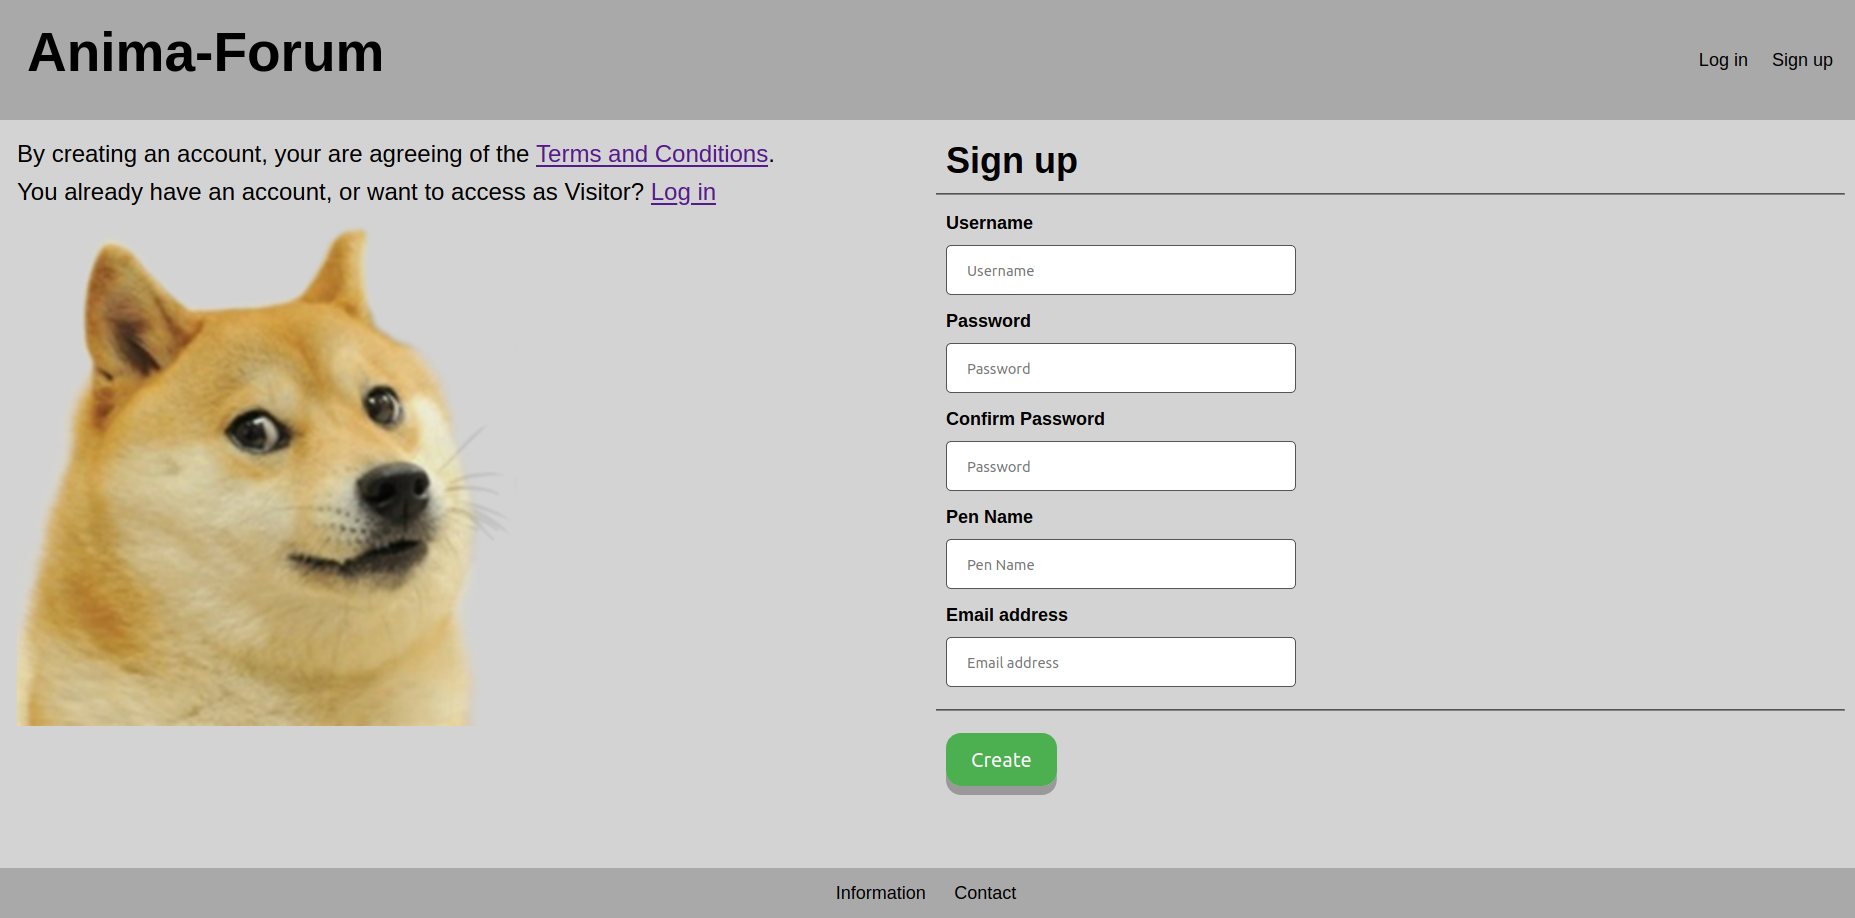 Anima-Forum
Log in Sign up
By creating an account, your are agreeing of the Terms and Conditions.
You already have an account, or want to access as Visitor? Log in
Sign up
Username
Username
Password
Password
Confirm Password
Password
Pen Name
Pen Name
Email address
Email address
Create
Information Contact